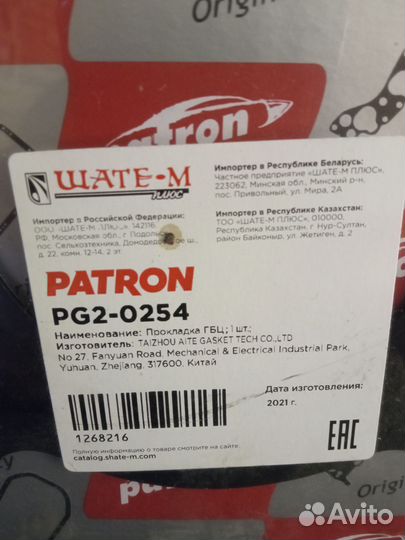 Origi
patron
ШАТЕ-М
ПЛЮС
Импортер в Республике Беларусь:
Частное предприятие «ШАТЕ-М ПЛЮС»,
223062, Минская обл., Минский р-н,
пос. Привольный, ул. Мира, 2А
Импортер в Российской Федерации:
ООО «ШАТЕ-М ПЛЮС», 142116,
РФ, Московская обл., г. Подольск,
пос. Сельхозтехника, Домодедовское ш.,
д. 22, комн. 12-14, 2 эт.
Импортер в Республике Казахстан:
ТОО «ШАТЕ-М ПЛЮС», 010000,
Республика Казахстан, г. Нур-Султан,
район Байконыр, ул. Жетиген, д. 2
PATRON
PG2-0254
Наименование: Прокладка ГБЦ; 1 шт.;
Изготовитель: TAIZHOU AITE GASKET TECH CO.,LTD
No 27, Fanyuan Road, Mechanical & Electrical Industrial Park,
Yuhuan, Zhejiang, 317600, Китай
Дата изготовления:
2021 г.
1268216
Полную информацию о товаре смотрите на сайте:
catalog.shate-m.com
EAC
Origi
Avito